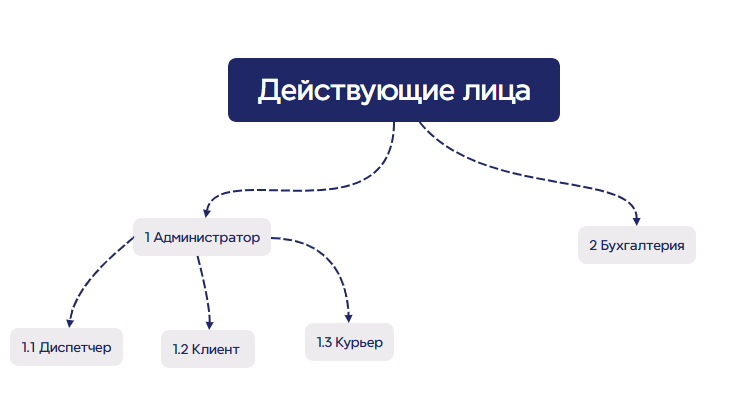 Действующие лица
1 Администратор
2 Бухгалтерия
1.1 Диспетчер
1.2 Клиент
1.3 Курьер